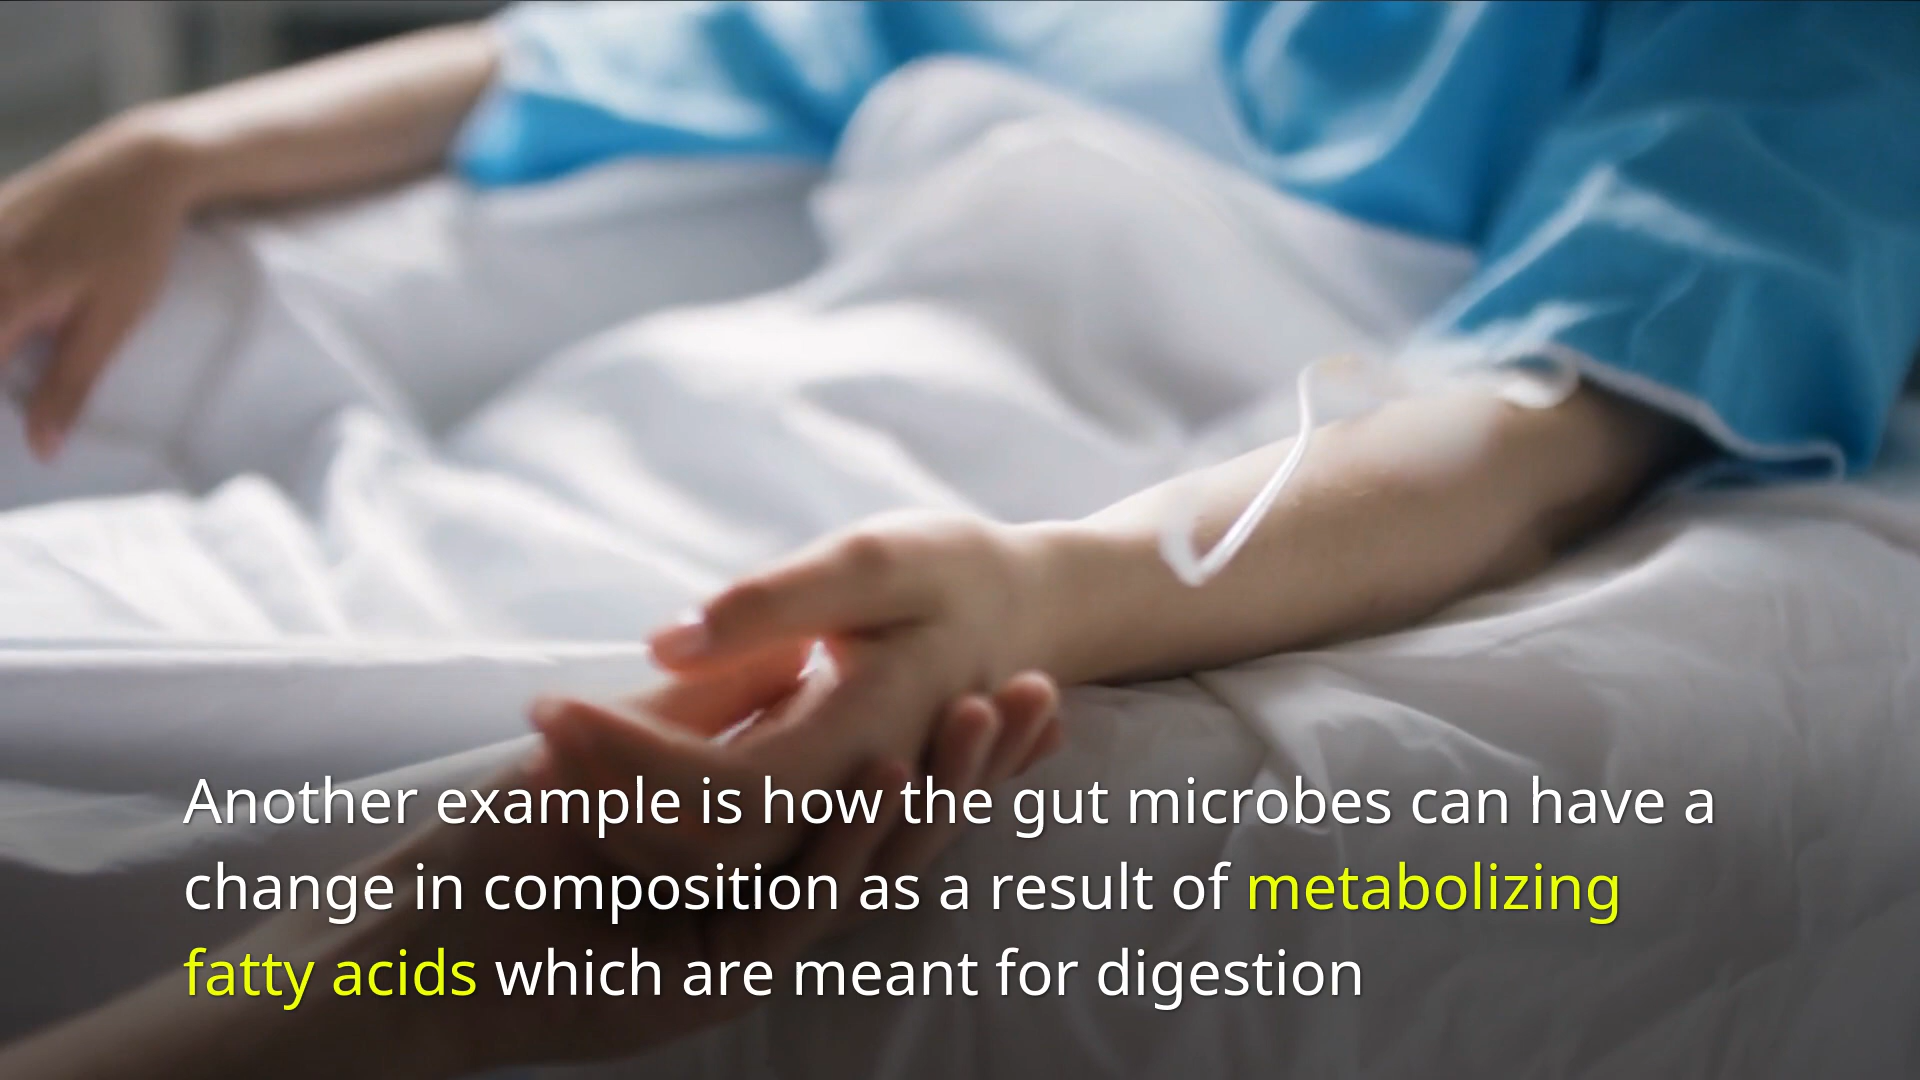 Another example is how the gut microbes can have a
change in composition as a result of metabolizing
fatty acids which are meant for digestion